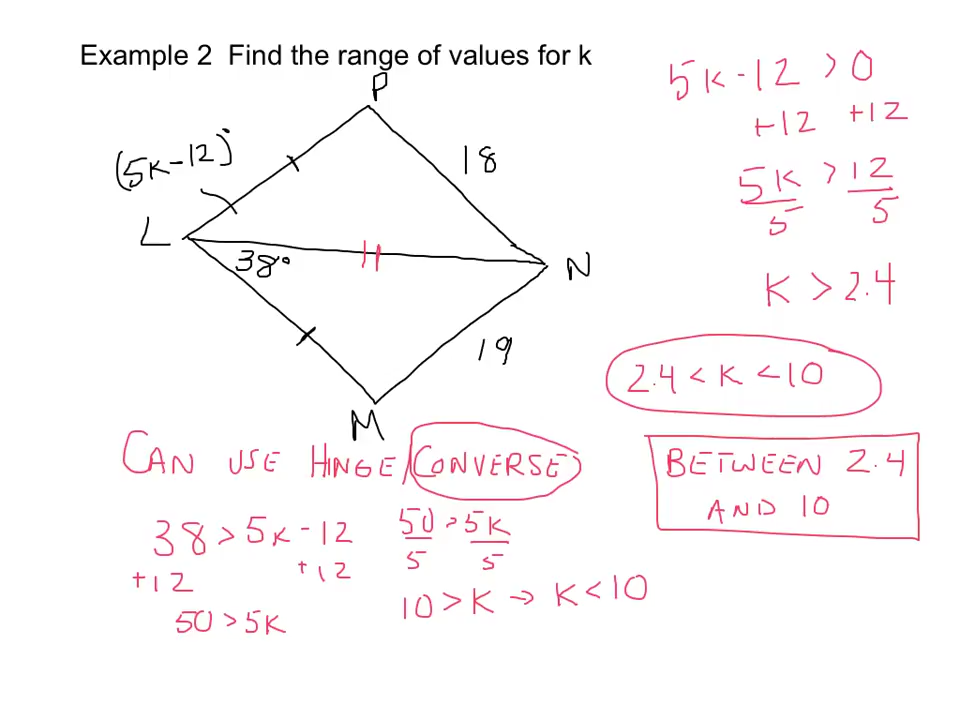 Example 2 Find the range of values for k
P
(5K-12)°
18
L
38°
N
19
M
CAN USE HINGE/CONVERSE
38 > 5K - 12
+12 +12
50 > 5K
50 > 5K
5 5
10 > K → K < 10
5K - 12 > 0
+12 +12
5K > 12
5 5
K > 2.4
2.4 < K < 10
BETWEEN 2.4
AND 10